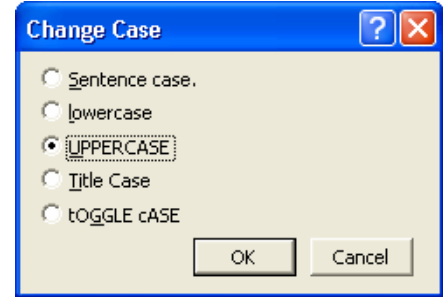 Change Case
Sentence case.
lowercase
UPPERCASE
Title Case
tOGGLE cASE
OK Cancel